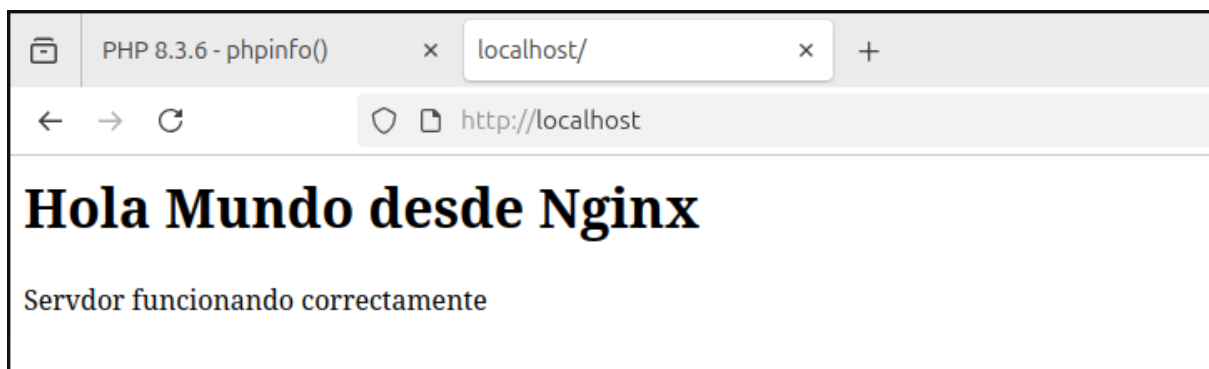 PHP 8.3.6 - phpinfo()
localhost/
http://localhost
Hola Mundo desde Nginx
Servdor funcionando correctamente